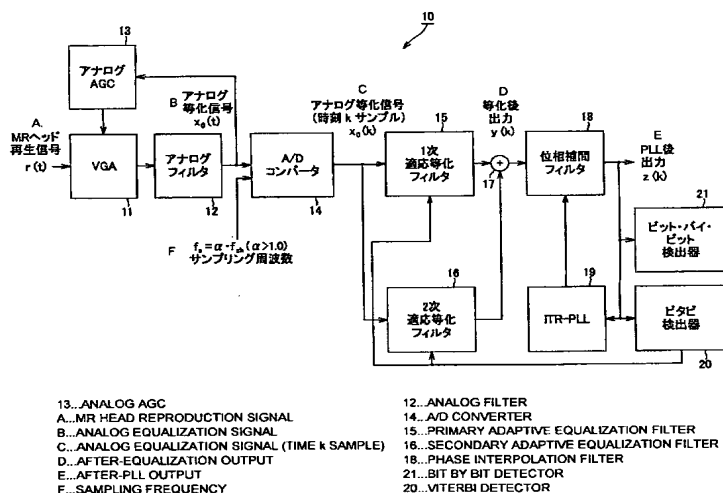 10
13
アナログ
AGC
A.
MRヘッド
再生信号
r(t)
VGA
11
B アナログ
等化信号
x₀(t)
アナログ
フィルタ
12
A/D
コンバータ
14
F fₛ=α・f꜀ₕ(α>1.0)
サンプリング周波数
C
アナログ等化信号
(時刻kサンプル)
x₀(k)
15
1次
適応等化
フィルタ
16
2次
適応等化
フィルタ
D
等化後
出力
y(k)
17
18
位相補間
フィルタ
E
PLL後
出力
z(k)
19
ITR-PLL
21
ビット・バイ・
ビット
検出器
ビタビ
検出器
20
13...ANALOG AGC
A...MR HEAD REPRODUCTION SIGNAL
B...ANALOG EQUALIZATION SIGNAL
C...ANALOG EQUALIZATION SIGNAL (TIME k SAMPLE)
D...AFTER-EQUALIZATION OUTPUT
E...AFTER-PLL OUTPUT
F...SAMPLING FREQUENCY
12...ANALOG FILTER
14...A/D CONVERTER
15...PRIMARY ADAPTIVE EQUALIZATION FILTER
16...SECONDARY ADAPTIVE EQUALIZATION FILTER
18...PHASE INTERPOLATION FILTER
21...BIT BY BIT DETECTOR
20...VITERBI DETECTOR